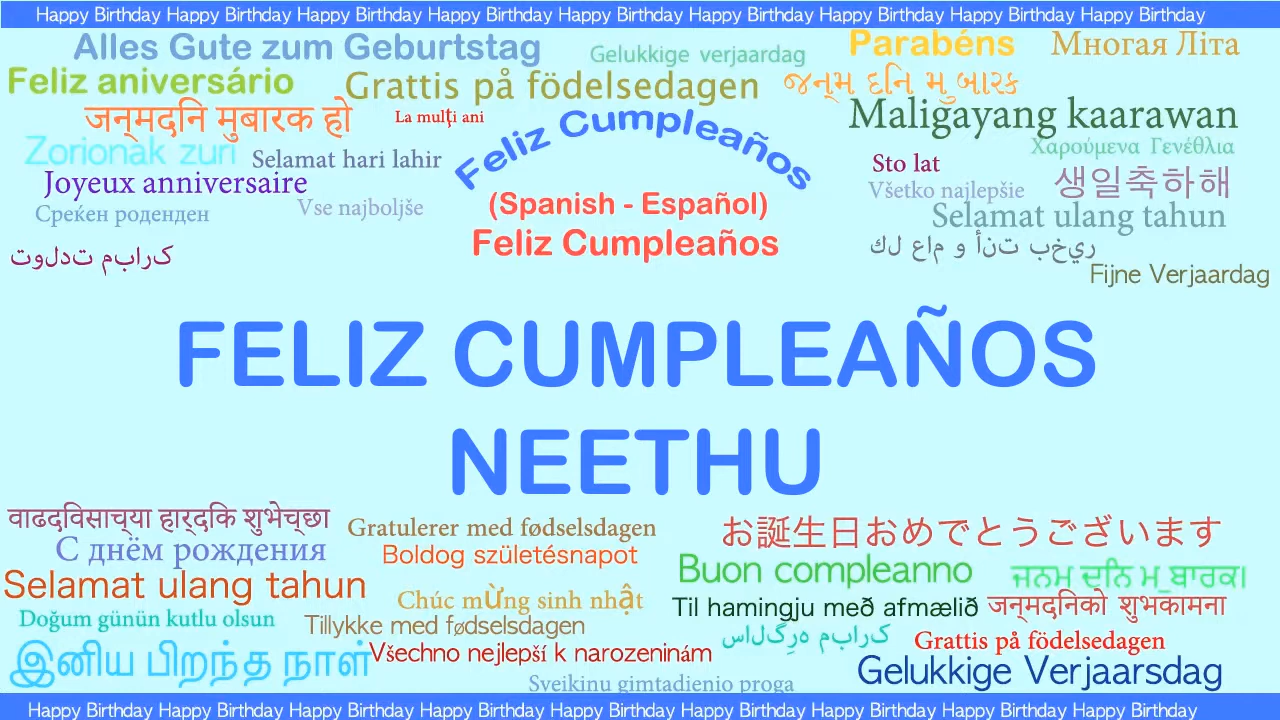 Happy Birthday Happy Birthday Happy Birthday Happy Birthday Happy Birthday Happy Birthday Happy Birthday Happy Birthday Happy Birthday
Alles Gute zum Geburtstag
Gelukkige verjaardag
Parabéns
Многая Літа
Feliz aniversário
Grattis på födelsedagen
જન્મ દિન મુબારક
जन्मदिन मुबारक हो
La mulţi ani
Feliz Cumpleaños
Maligayang kaarawan
Zorionak zuri
Selamat hari lahir
Χαρούμενα Γενέθλια
Sto lat
Joyeux anniversaire
Všetko najlepšie
생일축하해
(Spanish - Español)
Среќен роденден
Vse najboljše
Selamat ulang tahun
Feliz Cumpleaños
تولدت مبارک
كل عام و أنت بخير
Fijne Verjaardag
FELIZ CUMPLEAÑOS
NEETHU
वाढदिवसाच्या हार्दिक शुभेच्छा
Gratulerer med fødselsdagen
お誕生日おめでとうございます
С днём рождения
Boldog születésnapot
Buon compleanno
ਜਨਮ ਦਿਨ ਮੁਬਾਰਕ।
Selamat ulang tahun
Chúc mừng sinh nhật
Til hamingju með afmælið
जन्मदिनको शुभकामना
Doğum günün kutlu olsun
Tillykke med fødselsdagen
سالگرہ مبارک
Grattis på födelsedagen
இனிய பிறந்த நாள்
Všechno nejlepší k narozeninám
Gelukkige Verjaarsdag
Sveikinu gimtadienio proga
Happy Birthday Happy Birthday Happy Birthday Happy Birthday Happy Birthday Happy Birthday Happy Birthday Happy Birthday Happy Birthday